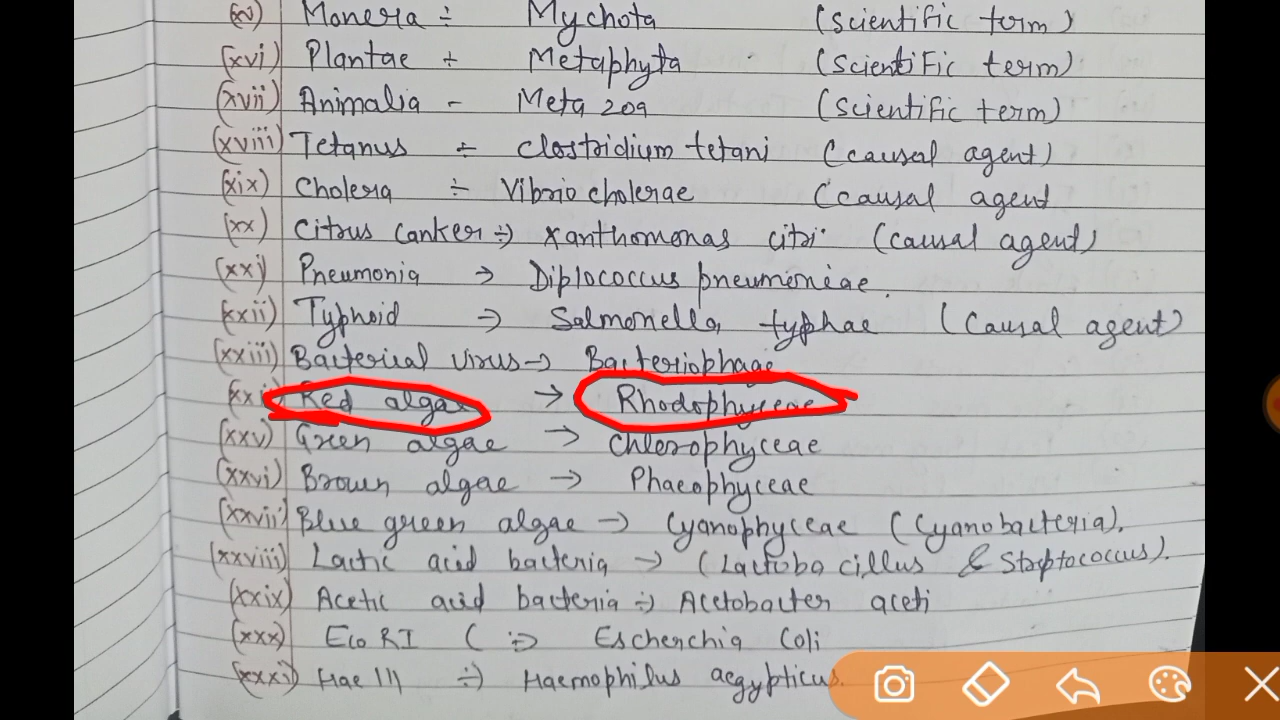 (xv) Monera ÷ Mychota (scientific term)
(xvi) Plantae ÷ Metaphyta (scientific term)
(xvii) Animalia - Metazoa (scientific term)
(xviii) Tetanus ÷ clostridium tetani (causal agent)
(xix) Cholera ÷ Vibrio cholerae (causal agent
(xx) Citrus canker ÷) Xanthomonas citri (causal agent)
(xxi) Pneumonia → Diplococcus pneumoniae.
(xxii) Typhoid → Salmonella typhae (Causal agent)
(xxiii) Bacterial virus → Bacteriophage
Red algae → Rhodophyceae
(xxv) Green algae → Chlorophyceae
(xxvi) Brown algae → Phaeophyceae
(xxvii) Blue green algae → Cyanophyceae (Cyanobacteria).
(xxviii) Lactic acid bacteria → (Lactobacillus & Streptococcus).
(xxix) Acetic acid bacteria ÷) Acetobacter aceti
(xxx) Eco RI ( ÷) Escherchia Coli
(xxxi) Hae III ÷) Haemophilus aegypticus.